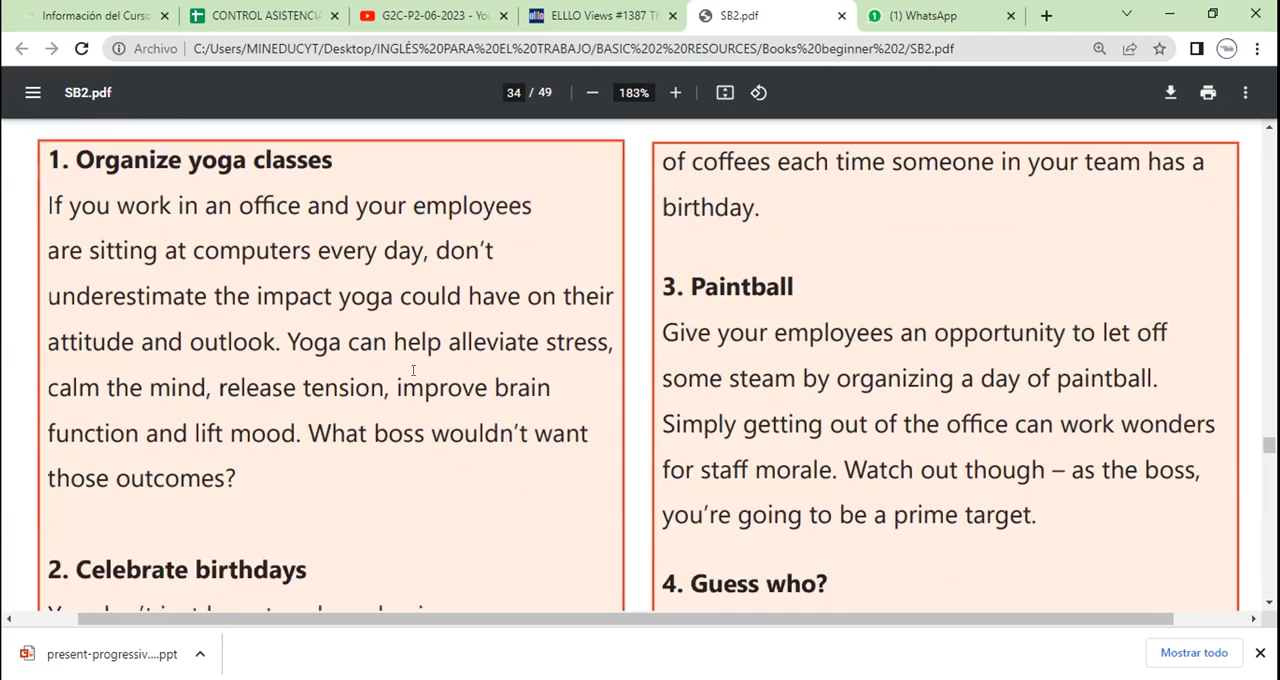 Información del Curso
CONTROL ASISTENCIA
G2C-P2-06-2023 - You
ELLLO Views #1387 Th
SB2.pdf
(1) WhatsApp
Archivo
C:/Users/MINEDUCYT/Desktop/INGLÉS%20PARA%20EL%20TRABAJO/BASIC%202%20RESOURCES/Books%20beginner%202/SB2.pdf
SB2.pdf
34 / 49
183%
1. Organize yoga classes
If you work in an office and your employees
are sitting at computers every day, don’t
underestimate the impact yoga could have on their
attitude and outlook. Yoga can help alleviate stress,
calm the mind, release tension, improve brain
function and lift mood. What boss wouldn’t want
those outcomes?
2. Celebrate birthdays
of coffees each time someone in your team has a
birthday.
3. Paintball
Give your employees an opportunity to let off
some steam by organizing a day of paintball.
Simply getting out of the office can work wonders
for staff morale. Watch out though – as the boss,
you’re going to be a prime target.
4. Guess who?
present-progressiv....ppt
Mostrar todo